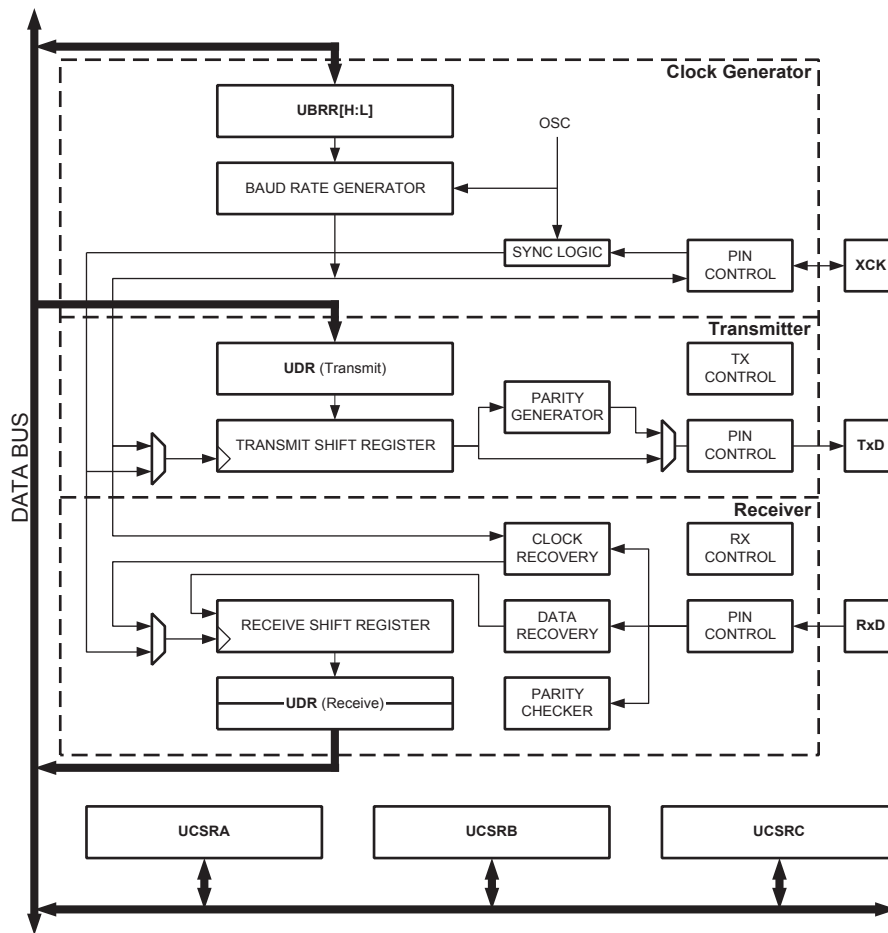 Clock Generator
UBRR[H:L]
OSC
BAUD RATE GENERATOR
SYNC LOGIC
PIN
CONTROL
XCK
Transmitter
UDR (Transmit)
TX
CONTROL
PARITY
GENERATOR
TRANSMIT SHIFT REGISTER
PIN
CONTROL
TxD
DATA BUS
Receiver
CLOCK
RECOVERY
RX
CONTROL
RECEIVE SHIFT REGISTER
DATA
RECOVERY
PIN
CONTROL
RxD
UDR (Receive)
PARITY
CHECKER
UCSRA
UCSRB
UCSRC